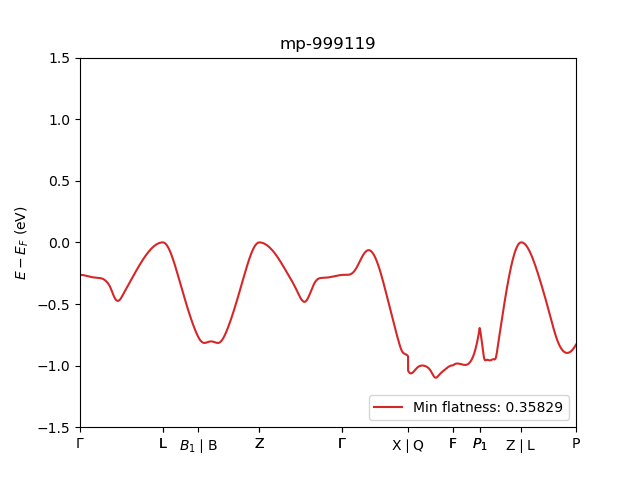 mp-999119
1.5
1.0
0.5
0.0
−0.5
−1.0
−1.5
E − E_F (eV)
Min flatness: 0.35829
Γ L B₁ | B Z Γ X | Q F P₁ Z | L P